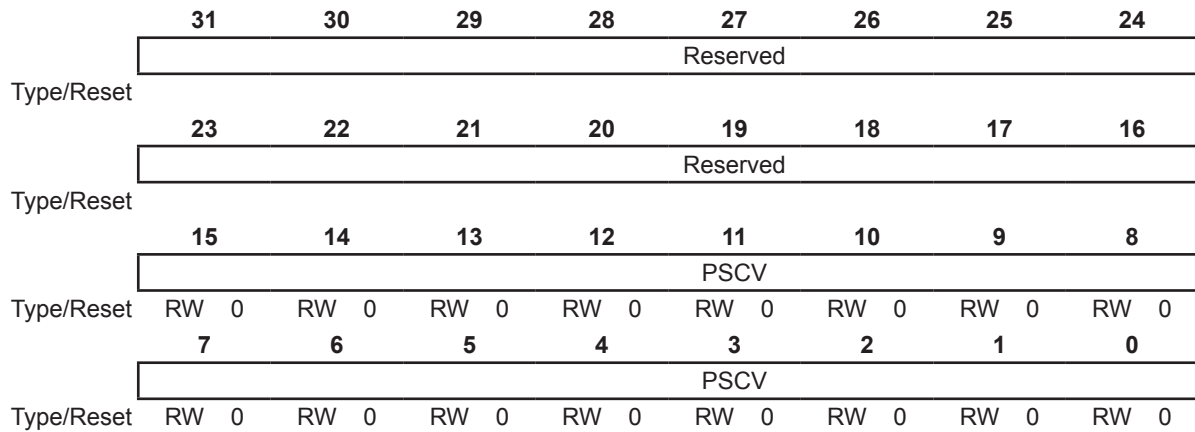 31 30 29 28 27 26 25 24
Reserved
Type/Reset
23 22 21 20 19 18 17 16
Reserved
Type/Reset
15 14 13 12 11 10 9 8
PSCV
Type/Reset RW 0 RW 0 RW 0 RW 0 RW 0 RW 0 RW 0 RW 0
7 6 5 4 3 2 1 0
PSCV
Type/Reset RW 0 RW 0 RW 0 RW 0 RW 0 RW 0 RW 0 RW 0